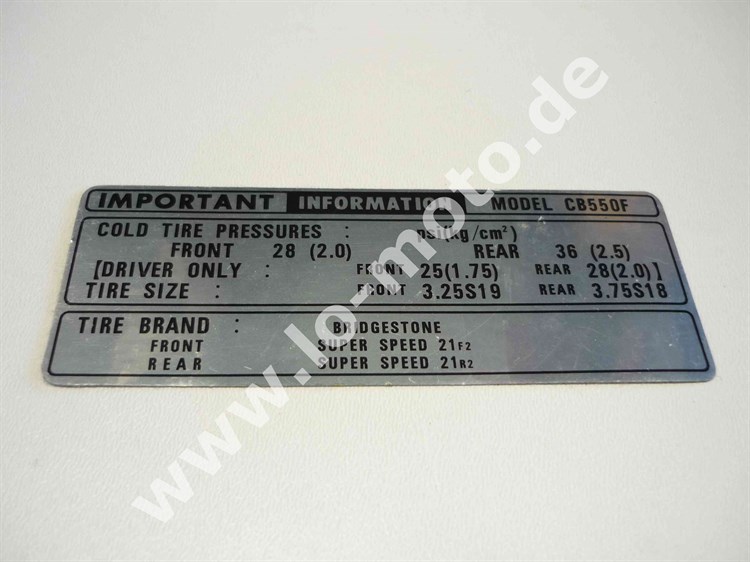 IMPORTANT INFORMATION MODEL CB550F
COLD TIRE PRESSURES : psi(kg/cm²)
FRONT 28 (2.0) REAR 36 (2.5)
[DRIVER ONLY : FRONT 25(1.75) REAR 28(2.0)]
TIRE SIZE : FRONT 3.25S19 REAR 3.75S18
TIRE BRAND : BRIDGESTONE
FRONT SUPER SPEED 21F2
REAR SUPER SPEED 21R2
www.lo-moto.de